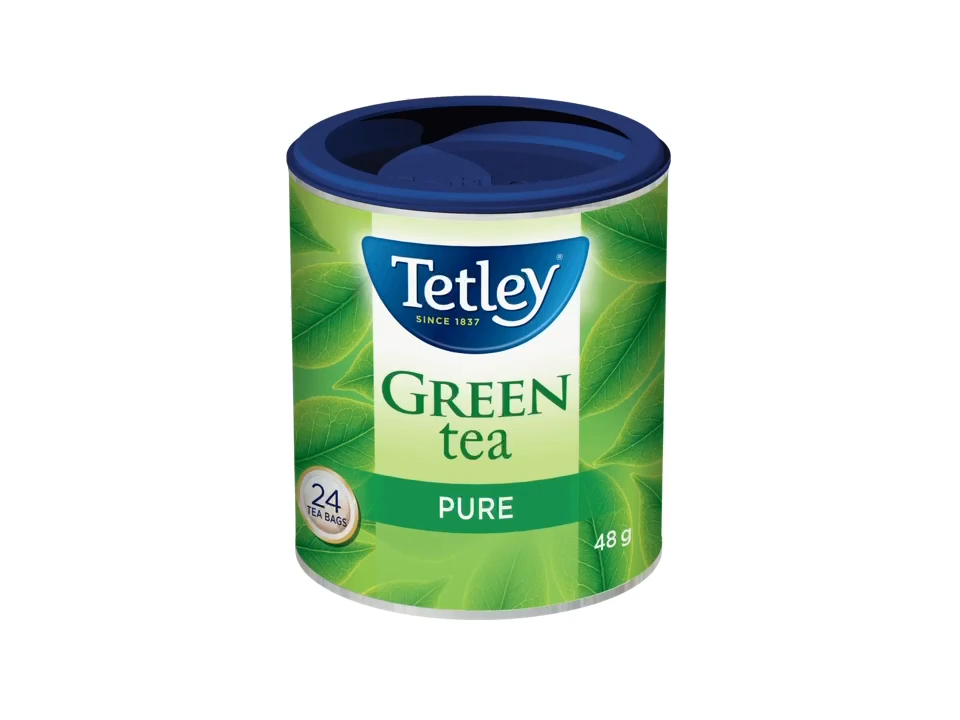 Tetley®
SINCE 1837
GREEN
tea
PURE
24
TEA BAGS
48 g